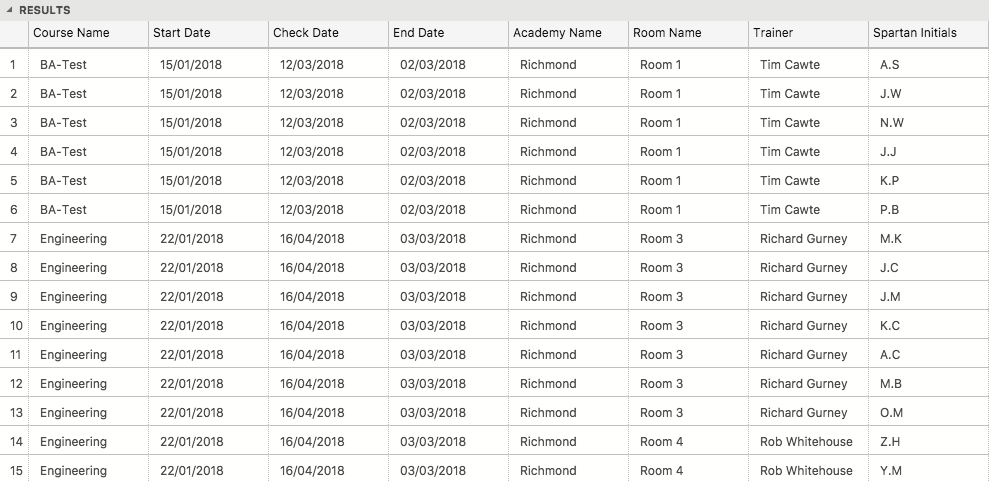 RESULTS
Course Name Start Date Check Date End Date Academy Name Room Name Trainer Spartan Initials
1 BA-Test 15/01/2018 12/03/2018 02/03/2018 Richmond Room 1 Tim Cawte A.S
2 BA-Test 15/01/2018 12/03/2018 02/03/2018 Richmond Room 1 Tim Cawte J.W
3 BA-Test 15/01/2018 12/03/2018 02/03/2018 Richmond Room 1 Tim Cawte N.W
4 BA-Test 15/01/2018 12/03/2018 02/03/2018 Richmond Room 1 Tim Cawte J.J
5 BA-Test 15/01/2018 12/03/2018 02/03/2018 Richmond Room 1 Tim Cawte K.P
6 BA-Test 15/01/2018 12/03/2018 02/03/2018 Richmond Room 1 Tim Cawte P.B
7 Engineering 22/01/2018 16/04/2018 03/03/2018 Richmond Room 3 Richard Gurney M.K
8 Engineering 22/01/2018 16/04/2018 03/03/2018 Richmond Room 3 Richard Gurney J.C
9 Engineering 22/01/2018 16/04/2018 03/03/2018 Richmond Room 3 Richard Gurney J.M
10 Engineering 22/01/2018 16/04/2018 03/03/2018 Richmond Room 3 Richard Gurney K.C
11 Engineering 22/01/2018 16/04/2018 03/03/2018 Richmond Room 3 Richard Gurney A.C
12 Engineering 22/01/2018 16/04/2018 03/03/2018 Richmond Room 3 Richard Gurney M.B
13 Engineering 22/01/2018 16/04/2018 03/03/2018 Richmond Room 3 Richard Gurney O.M
14 Engineering 22/01/2018 16/04/2018 03/03/2018 Richmond Room 4 Rob Whitehouse Z.H
15 Engineering 22/01/2018 16/04/2018 03/03/2018 Richmond Room 4 Rob Whitehouse Y.M